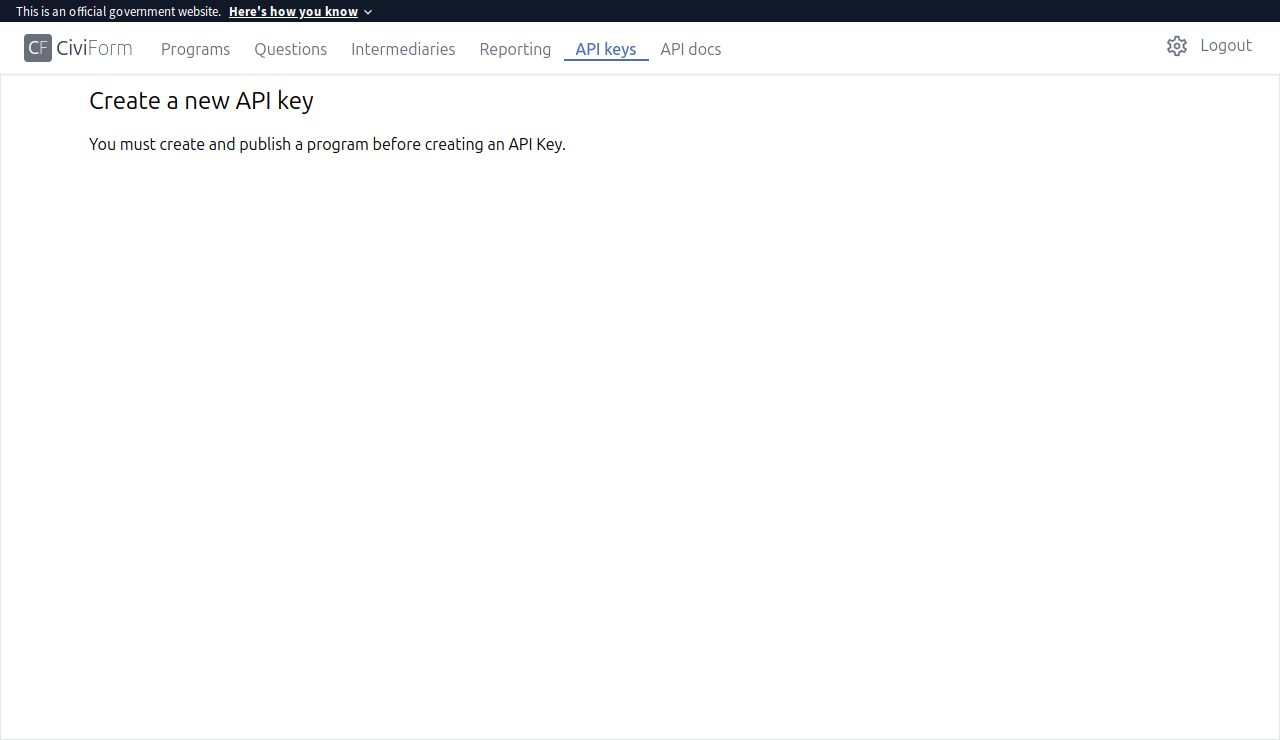 This is an official government website. Here's how you know
CF CiviForm Programs Questions Intermediaries Reporting API keys API docs Logout
Create a new API key
You must create and publish a program before creating an API Key.